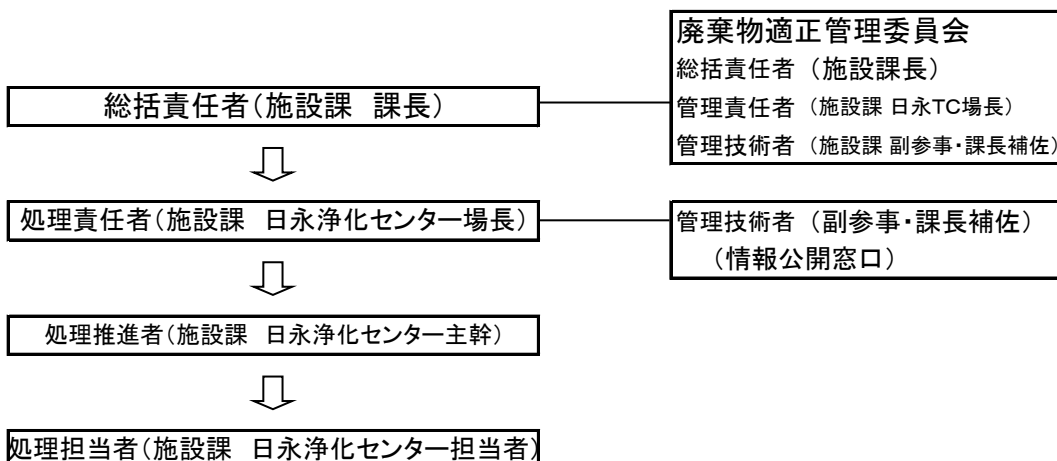 廃棄物適正管理委員会
総括責任者（施設課長）
管理責任者（施設課 日永TC場長）
管理技術者（施設課 副参事・課長補佐）
総括責任者（施設課　課長）
処理責任者（施設課　日永浄化センター場長）
管理技術者（副参事・課長補佐）
（情報公開窓口）
処理推進者（施設課　日永浄化センター主幹）
処理担当者（施設課　日永浄化センター担当者）